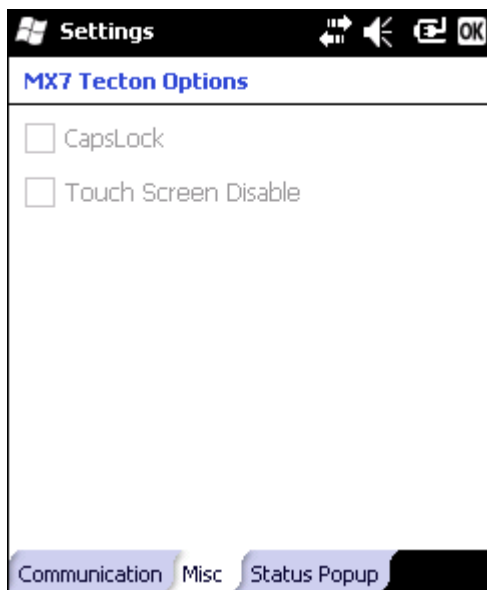 Settings OK
MX7 Tecton Options
CapsLock
Touch Screen Disable
Communication Misc Status Popup